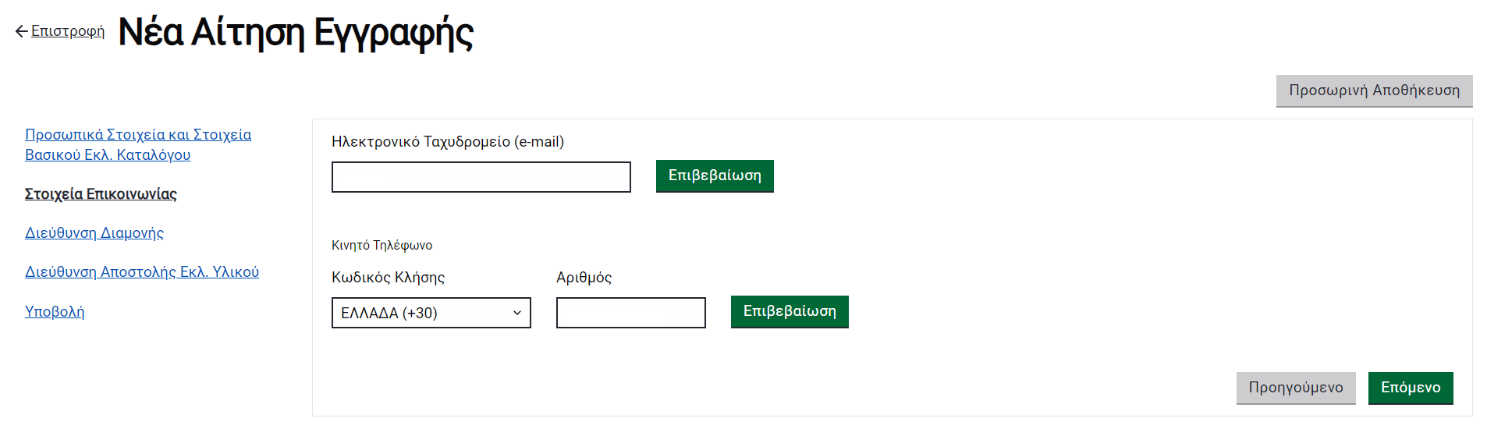 Επιστροφή Νέα Αίτηση Εγγραφής
Προσωρινή Αποθήκευση
Προσωπικά Στοιχεία και Στοιχεία
Βασικού Εκλ. Καταλόγου
Στοιχεία Επικοινωνίας
Διεύθυνση Διαμονής
Διεύθυνση Αποστολής Εκλ. Υλικού
Υποβολή
Ηλεκτρονικό Ταχυδρομείο (e-mail)
Επιβεβαίωση
Κινητό Τηλέφωνο
Κωδικός Κλήσης Αριθμός
ΕΛΛΑΔΑ (+30) Επιβεβαίωση
Προηγούμενο Επόμενο